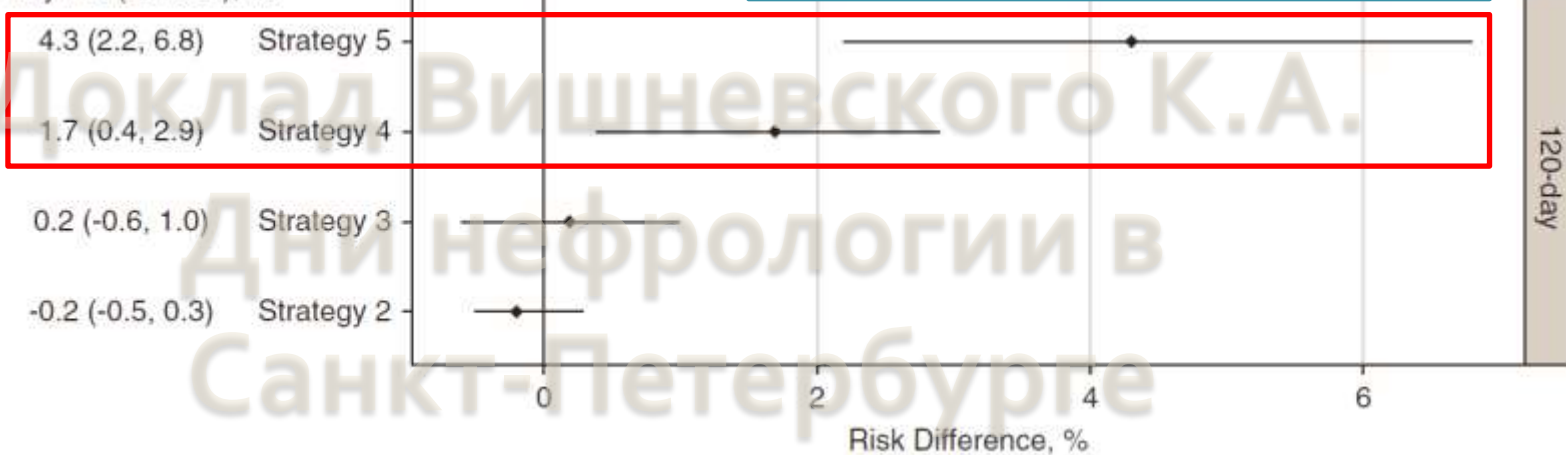 4.3 (2.2, 6.8) Strategy 5
1.7 (0.4, 2.9) Strategy 4
0.2 (-0.6, 1.0) Strategy 3
-0.2 (-0.5, 0.3) Strategy 2
120-day
0 2 4 6
Risk Difference, %
Доклад Вишневского К.А.
Дни нефрологии в
Санкт-Петербурге